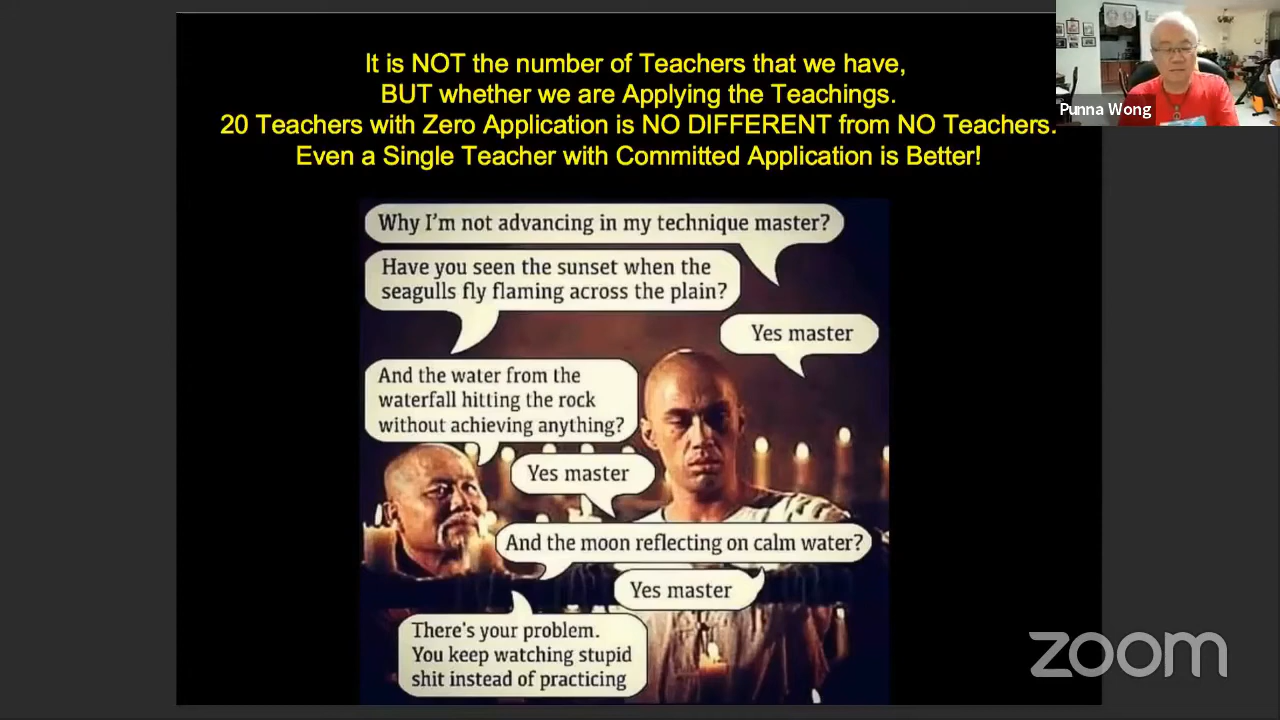 It is NOT the number of Teachers that we have,
BUT whether we are Applying the Teachings.
20 Teachers with Zero Application is NO DIFFERENT from NO Teachers.
Even a Single Teacher with Committed Application is Better!
Punna Wong
Why I'm not advancing in my technique master?
Have you seen the sunset when the
seagulls fly flaming across the plain?
Yes master
And the water from the
waterfall hitting the rock
without achieving anything?
Yes master
And the moon reflecting on calm water?
Yes master
There's your problem.
You keep watching stupid
shit instead of practicing
zoom